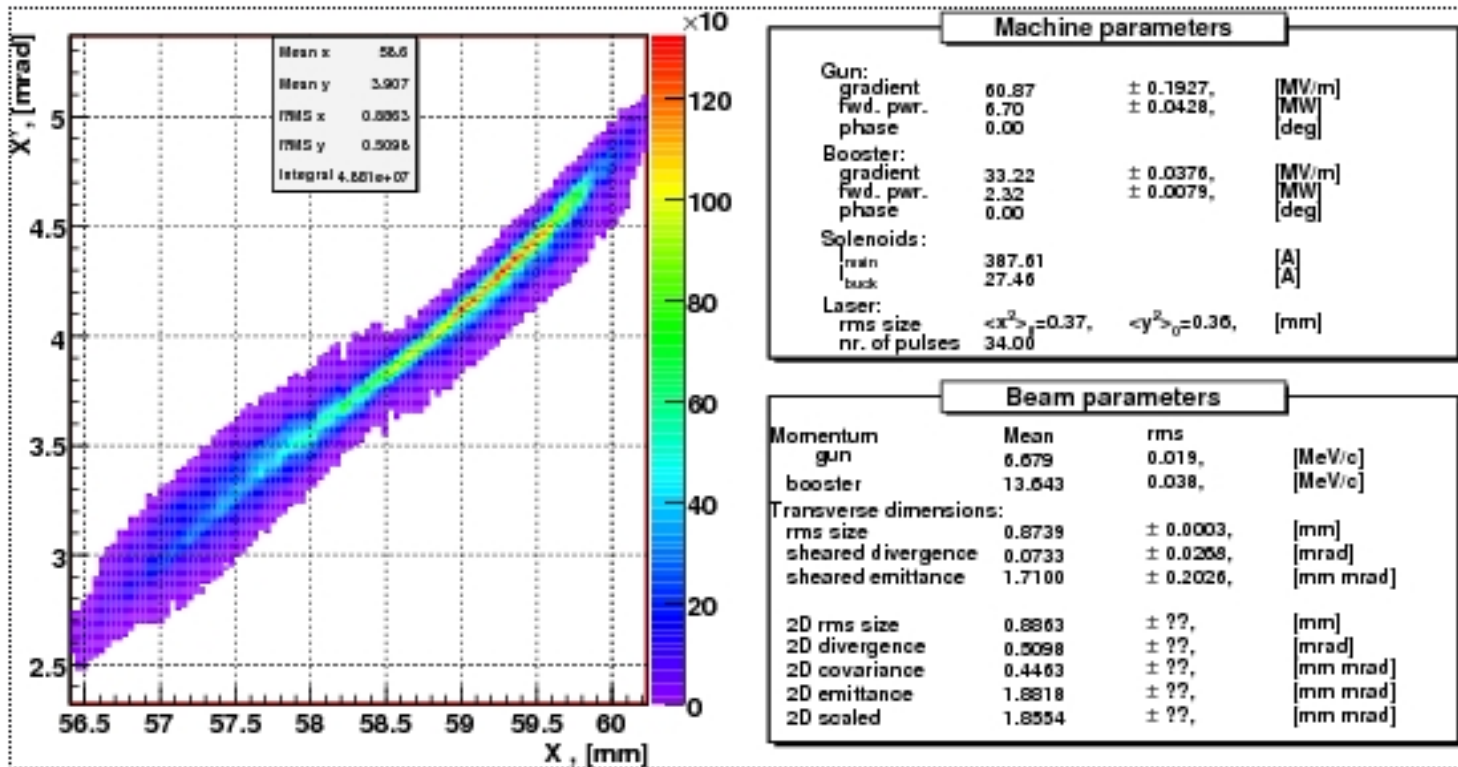 ×10
Mean x 58.6
Mean y 3.907
RMS x 0.8863
RMS y 0.5098
Integral 4.881e+07
X', [mrad]
5
4.5
4
3.5
3
2.5
56.5 57 57.5 58 58.5 59 59.5 60
X , [mm]
120
100
80
60
40
20
0
Machine parameters
Gun:
gradient 60.87 ± 0.1927, [MV/m]
fwd. pwr. 6.70 ± 0.0428, [MW]
phase 0.00 [deg]
Booster:
gradient 33.22 ± 0.0376, [MV/m]
fwd. pwr. 2.32 ± 0.0079, [MW]
phase 0.00 [deg]
Solenoids:
I main 387.61 [A]
I buck 27.46 [A]
Laser:
rms size <x²>₀=0.37, <y²>₀=0.36, [mm]
nr. of pulses 34.00
Beam parameters
Momentum Mean rms
gun 6.679 0.019, [MeV/c]
booster 13.643 0.038, [MeV/c]
Transverse dimensions:
rms size 0.8739 ± 0.0003, [mm]
sheared divergence 0.0733 ± 0.0268, [mrad]
sheared emittance 1.7100 ± 0.2026, [mm mrad]
2D rms size 0.8863 ± ??, [mm]
2D divergence 0.5098 ± ??, [mrad]
2D covariance 0.4463 ± ??, [mm mrad]
2D emittance 1.8818 ± ??, [mm mrad]
2D scaled 1.8554 ± ??, [mm mrad]